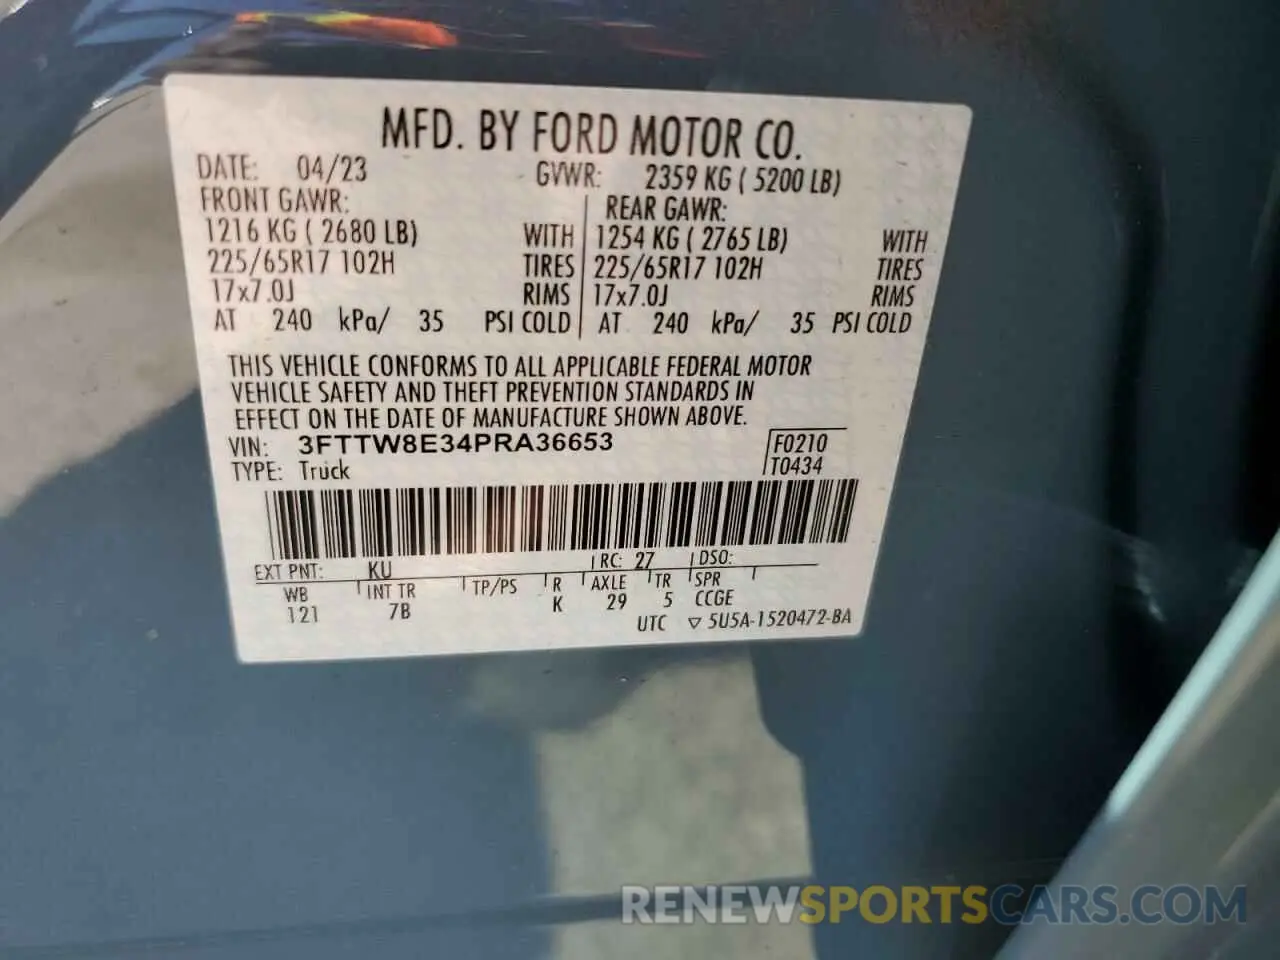 MFD. BY FORD MOTOR CO.
DATE: 04/23 GVWR: 2359 KG ( 5200 LB)
FRONT GAWR: REAR GAWR:
1216 KG ( 2680 LB) WITH 1254 KG ( 2765 LB) WITH
225/65R17 102H TIRES 225/65R17 102H TIRES
17x7.0J RIMS 17x7.0J RIMS
AT 240 kPa/ 35 PSI COLD AT 240 kPa/ 35 PSI COLD
THIS VEHICLE CONFORMS TO ALL APPLICABLE FEDERAL MOTOR
VEHICLE SAFETY AND THEFT PREVENTION STANDARDS IN
EFFECT ON THE DATE OF MANUFACTURE SHOWN ABOVE.
VIN: 3FTTW8E34PRA36653 F0210
TYPE: Truck T0434
EXT PNT: KU RC: 27 DSO:
WB INT TR TP/PS R AXLE TR SPR
121 7B K 29 5 CCGE
UTC ▽ 5U5A-1520472-BA
RENEWSPORTSCARS.COM